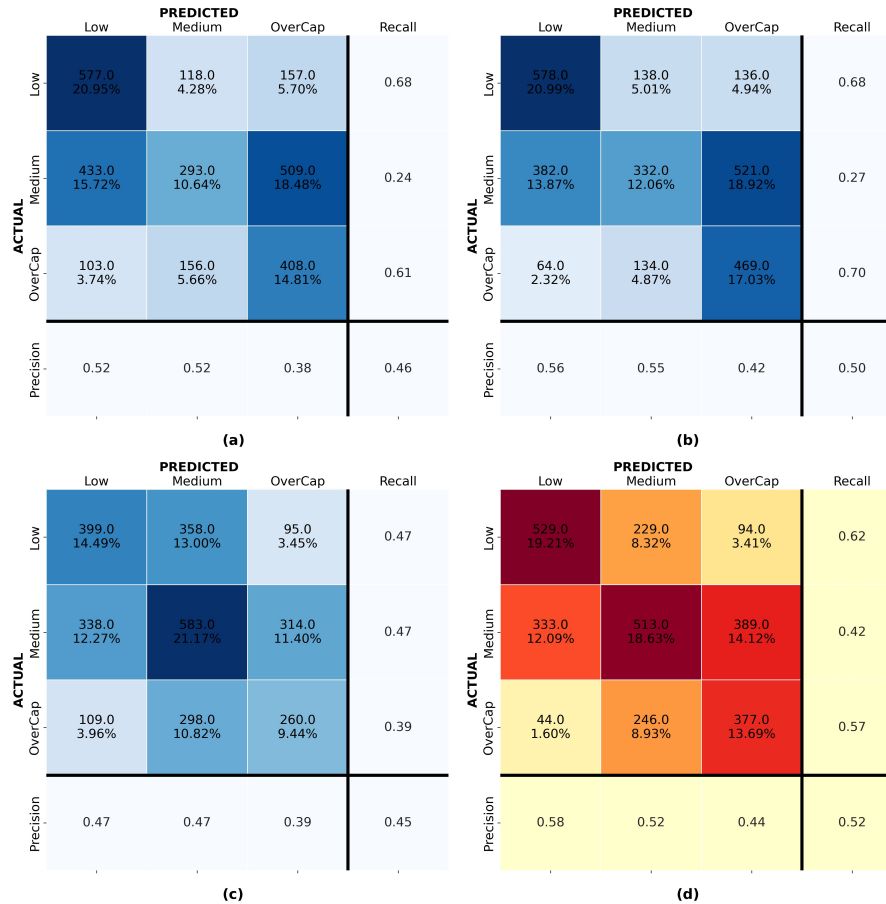 PREDICTED
Low Medium OverCap Recall
ACTUAL
Low 577.0 118.0 157.0 0.68
20.95% 4.28% 5.70%
Medium 433.0 293.0 509.0 0.24
15.72% 10.64% 18.48%
OverCap 103.0 156.0 408.0 0.61
3.74% 5.66% 14.81%
Precision 0.52 0.52 0.38 0.46
(a)
PREDICTED
Low Medium OverCap Recall
ACTUAL
Low 578.0 138.0 136.0 0.68
20.99% 5.01% 4.94%
Medium 382.0 332.0 521.0 0.27
13.87% 12.06% 18.92%
OverCap 64.0 134.0 469.0 0.70
2.32% 4.87% 17.03%
Precision 0.56 0.55 0.42 0.50
(b)
PREDICTED
Low Medium OverCap Recall
ACTUAL
Low 399.0 358.0 95.0 0.47
14.49% 13.00% 3.45%
Medium 338.0 583.0 314.0 0.47
12.27% 21.17% 11.40%
OverCap 109.0 298.0 260.0 0.39
3.96% 10.82% 9.44%
Precision 0.47 0.47 0.39 0.45
(c)
PREDICTED
Low Medium OverCap Recall
ACTUAL
Low 529.0 229.0 94.0 0.62
19.21% 8.32% 3.41%
Medium 333.0 513.0 389.0 0.42
12.09% 18.63% 14.12%
OverCap 44.0 246.0 377.0 0.57
1.60% 8.93% 13.69%
Precision 0.58 0.52 0.44 0.52
(d)